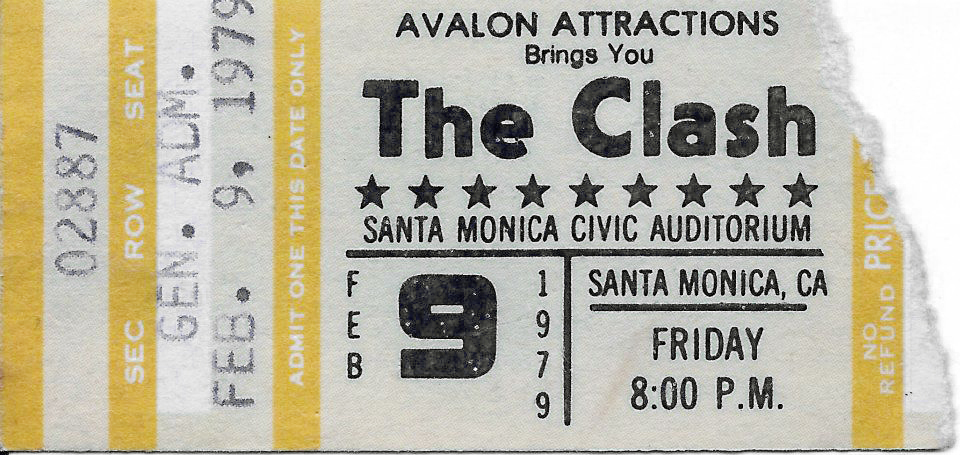 02887
SEC ROW SEAT
GEN. ADM.
FEB. 9, 1979
ADMIT ONE THIS DATE ONLY
AVALON ATTRACTIONS
Brings You
The Clash
★★★★★★★★★
SANTA MONICA CIVIC AUDITORIUM
FEB
9
1979
SANTA MONICA, CA
FRIDAY
8:00 P.M.
PRICE
NO
REFUND